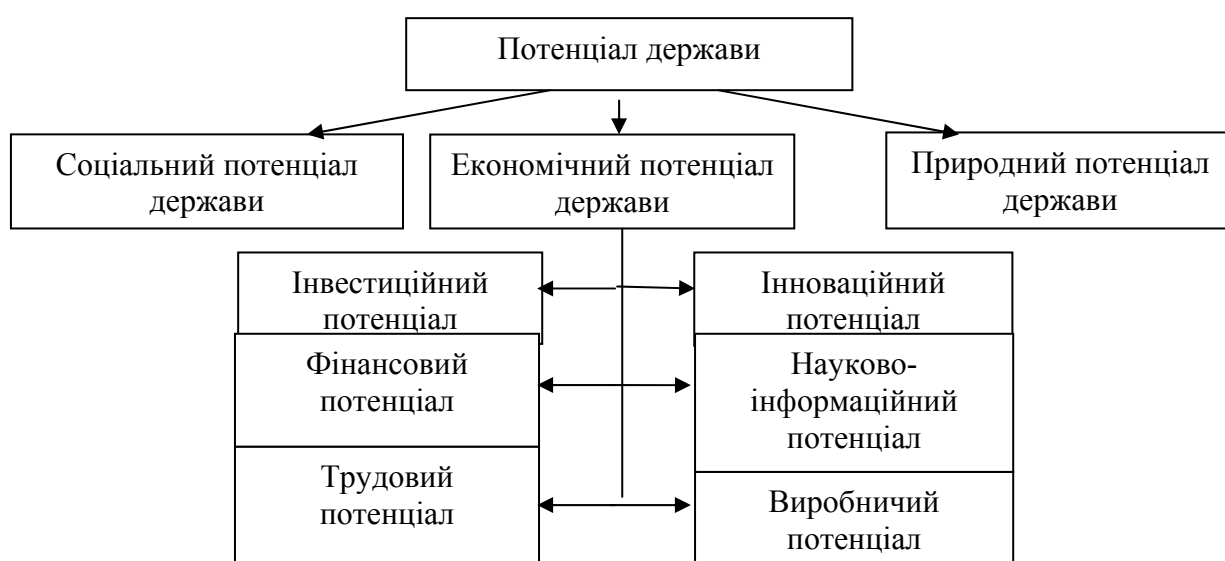 Потенціал держави
Соціальний потенціал
держави
Економічний потенціал
держави
Природний потенціал
держави
Інвестиційний
потенціал
Інноваційний
потенціал
Фінансовий
потенціал
Науково-
інформаційний
потенціал
Трудовий
потенціал
Виробничий
потенціал